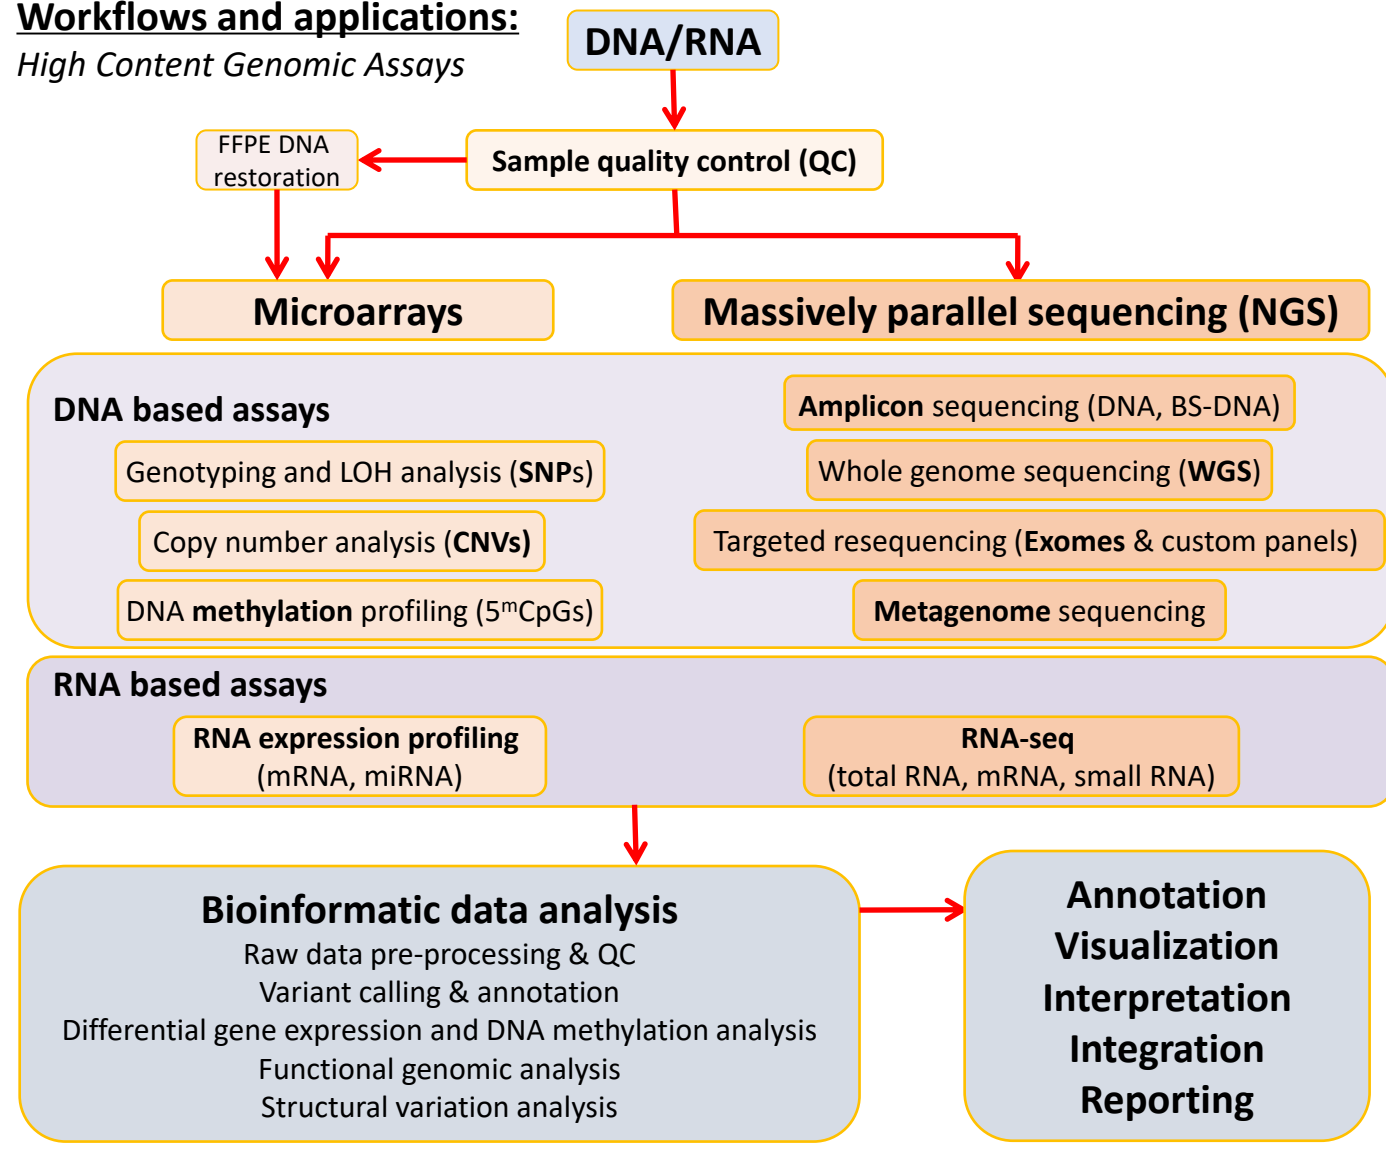 Workflows and applications:
High Content Genomic Assays
DNA/RNA
FFPE DNA
restoration
Sample quality control (QC)
Microarrays
Massively parallel sequencing (NGS)
DNA based assays
Genotyping and LOH analysis (SNPs)
Copy number analysis (CNVs)
DNA methylation profiling (5ᵐCpGs)
Amplicon sequencing (DNA, BS-DNA)
Whole genome sequencing (WGS)
Targeted resequencing (Exomes & custom panels)
Metagenome sequencing
RNA based assays
RNA expression profiling
(mRNA, miRNA)
RNA-seq
(total RNA, mRNA, small RNA)
Bioinformatic data analysis
Raw data pre-processing & QC
Variant calling & annotation
Differential gene expression and DNA methylation analysis
Functional genomic analysis
Structural variation analysis
Annotation
Visualization
Interpretation
Integration
Reporting